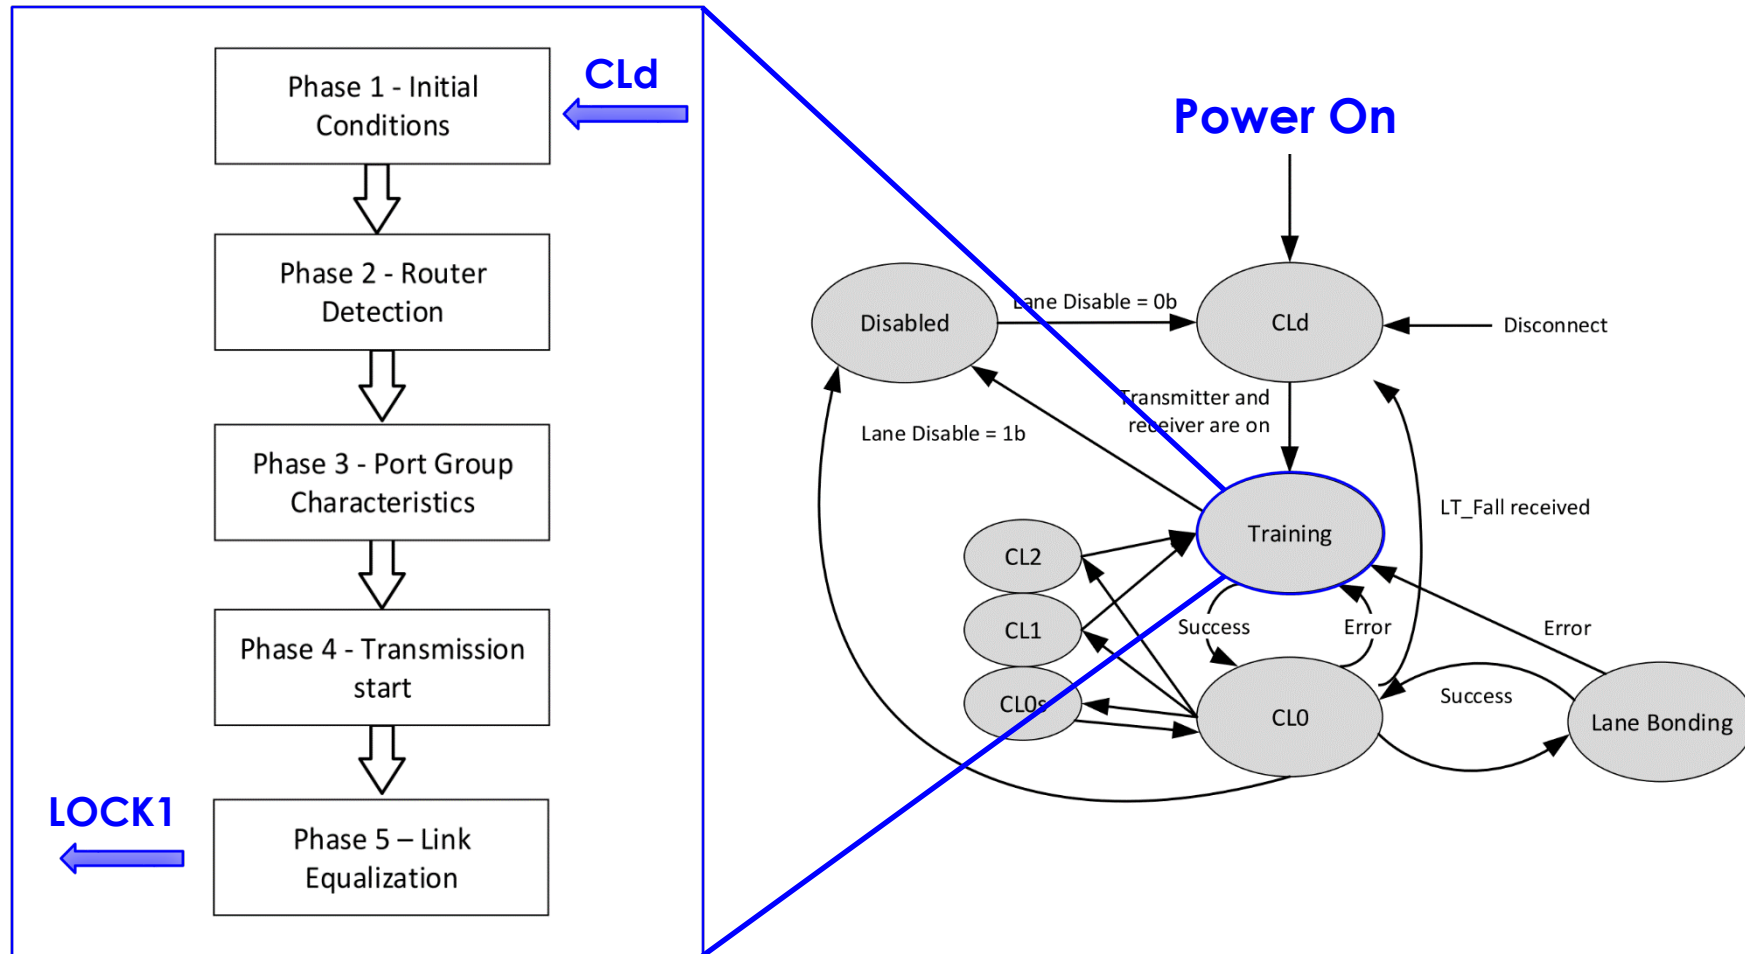 Phase 1 - Initial
Conditions
CLd
Phase 2 - Router
Detection
Phase 3 - Port Group
Characteristics
Phase 4 - Transmission
start
LOCK1
Phase 5 – Link
Equalization
Power On
Disabled
Lane Disable = 0b
CLd
Disconnect
Transmitter and
receiver are on
Lane Disable = 1b
LT_Fall received
Training
CL2
CL1
CL0s
Success
Error
Error
CL0
Success
Lane Bonding